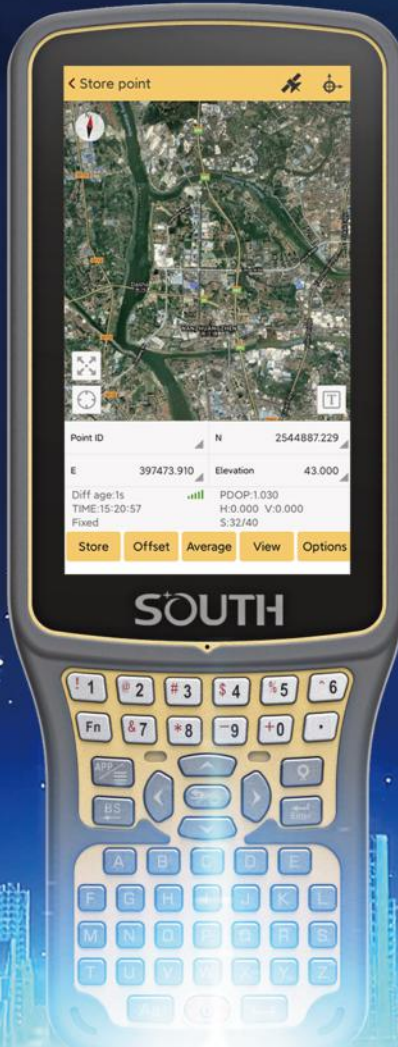 < Store point
WANZHUANGZHEN
T
Point ID N 2544887.229
E 397473.910 Elevation 43.000
Diff age:1s PDOP:1.030
TIME:15:20:57 H:0.000 V:0.000
Fixed S:32/40
Store Offset Average View Options
SOUTH
! 1 @ 2 # 3 $ 4 % 5 ^ 6
Fn & 7 * 8 - 9 + 0 .
APP
BS Enter
A B C D E
F G H J K L
M N O P Q R S
T U V W X Y Z